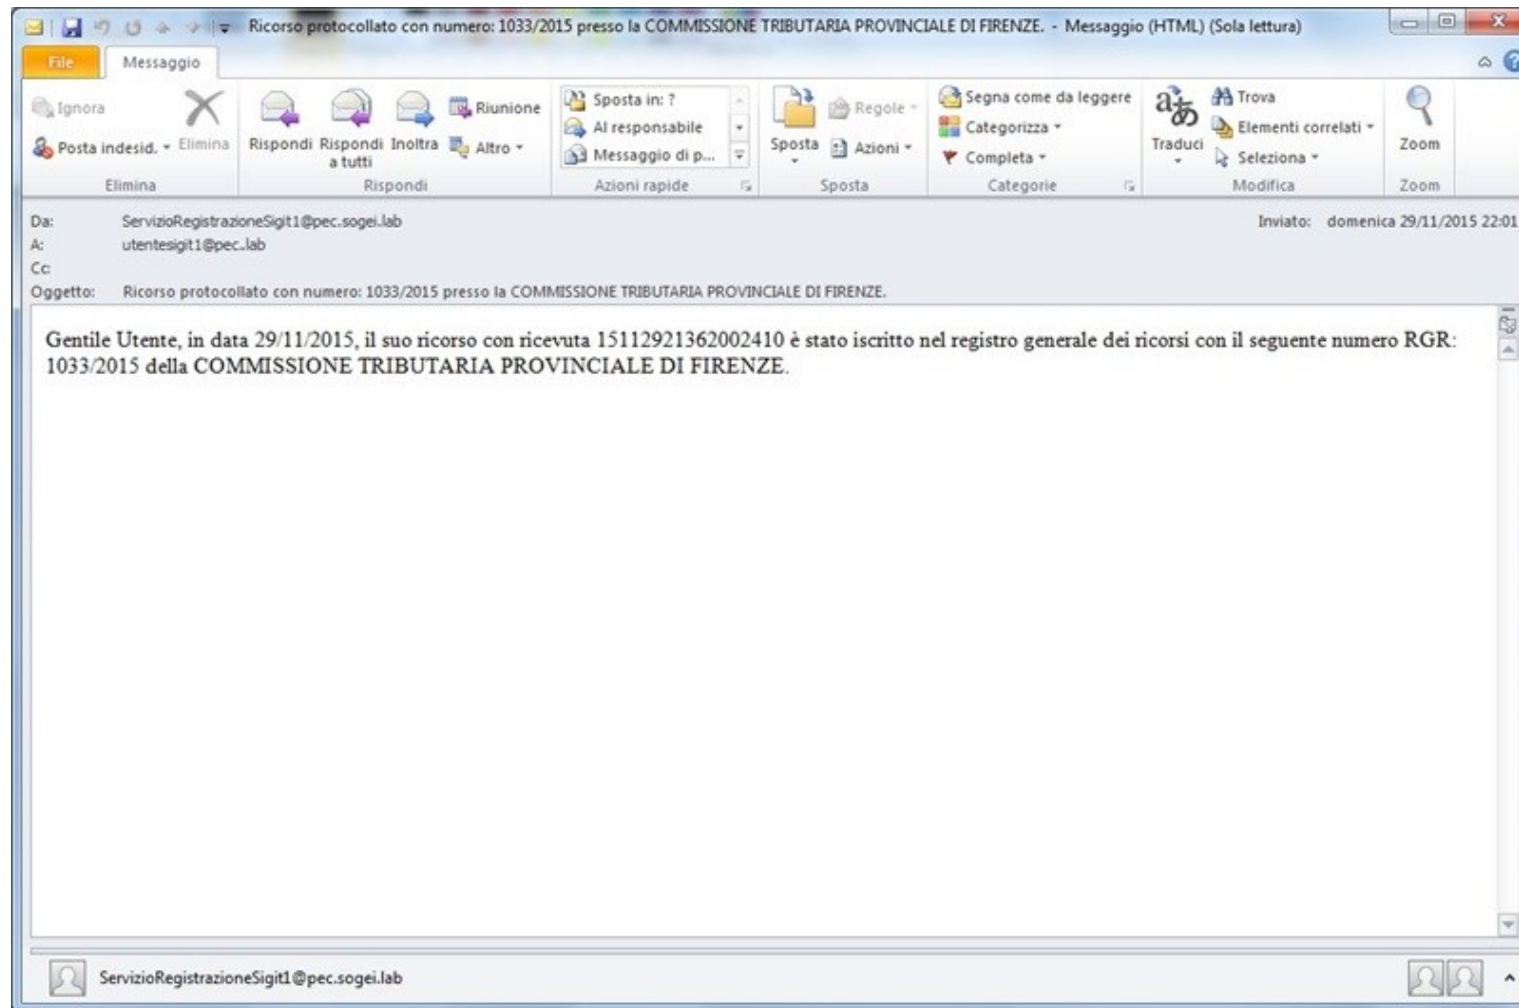 Ricorso protocollato con numero: 1033/2015 presso la COMMISSIONE TRIBUTARIA PROVINCIALE DI FIRENZE. - Messaggio (HTML) (Sola lettura)
File Messaggio
Ignora
Posta indesid.
Elimina
Elimina
Rispondi
Rispondi a tutti
Inoltra
Riunione
Altro
Rispondi
Sposta in: ?
Al responsabile
Messaggio di p...
Azioni rapide
Sposta
Regole
Azioni
Sposta
Segna come da leggere
Categorizza
Completa
Categorie
Traduci
Trova
Elementi correlati
Seleziona
Modifica
Zoom
Zoom
Da: ServizioRegistrazioneSigit1@pec.sogei.lab Inviato: domenica 29/11/2015 22:01
A: utentesigit1@pec.lab
Cc:
Oggetto: Ricorso protocollato con numero: 1033/2015 presso la COMMISSIONE TRIBUTARIA PROVINCIALE DI FIRENZE.
Gentile Utente, in data 29/11/2015, il suo ricorso con ricevuta 15112921362002410 è stato iscritto nel registro generale dei ricorsi con il seguente numero RGR:
1033/2015 della COMMISSIONE TRIBUTARIA PROVINCIALE DI FIRENZE.
ServizioRegistrazioneSigit1@pec.sogei.lab